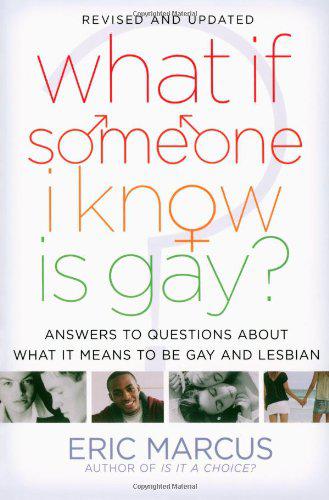 REVISED AND UPDATED
what if
someone
i know
is gay?
ANSWERS TO QUESTIONS ABOUT
WHAT IT MEANS TO BE GAY AND LESBIAN
ERIC MARCUS
AUTHOR OF IS IT A CHOICE?